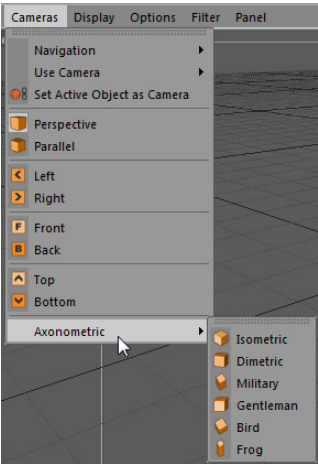 Cameras Display Options Filter Panel
Navigation
Use Camera
Set Active Object as Camera
Perspective
Parallel
Left
Right
F Front
B Back
Top
Bottom
Axonometric
Isometric
Dimetric
Military
Gentleman
Bird
Frog